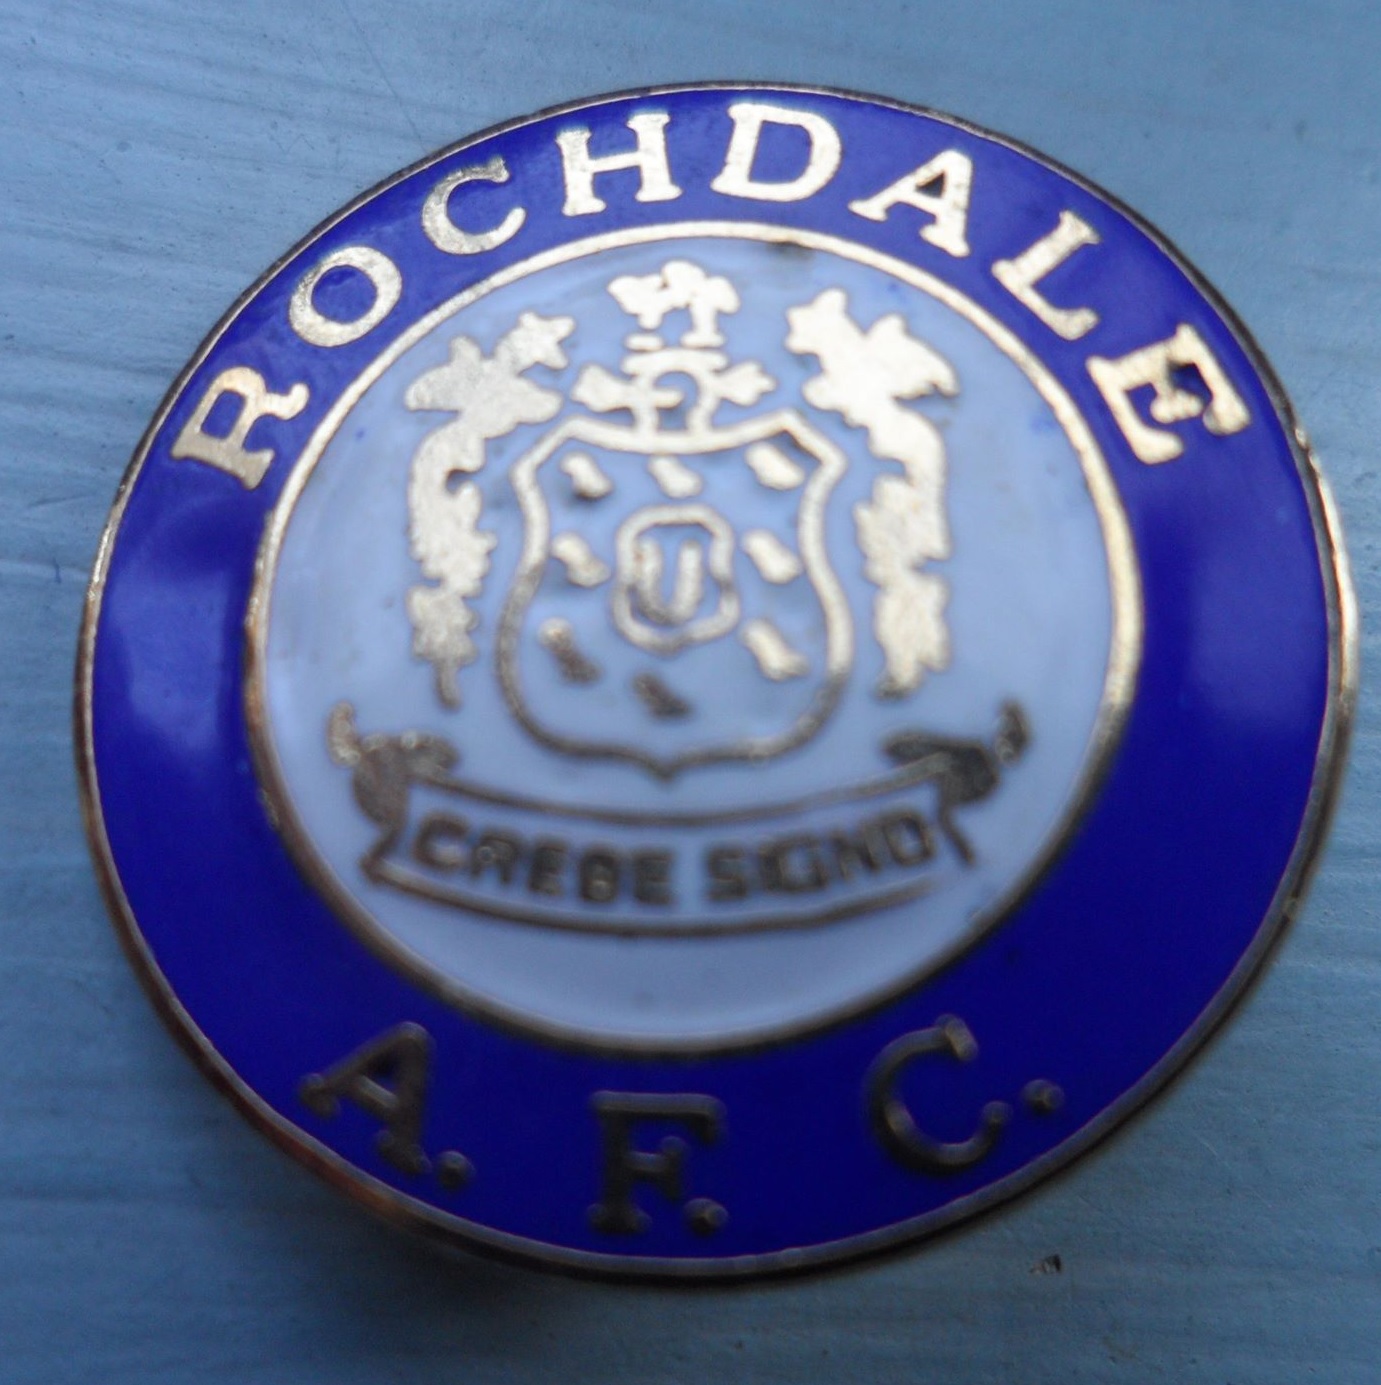 ROCHDALE
CREDE SIGNO
A. F. C.